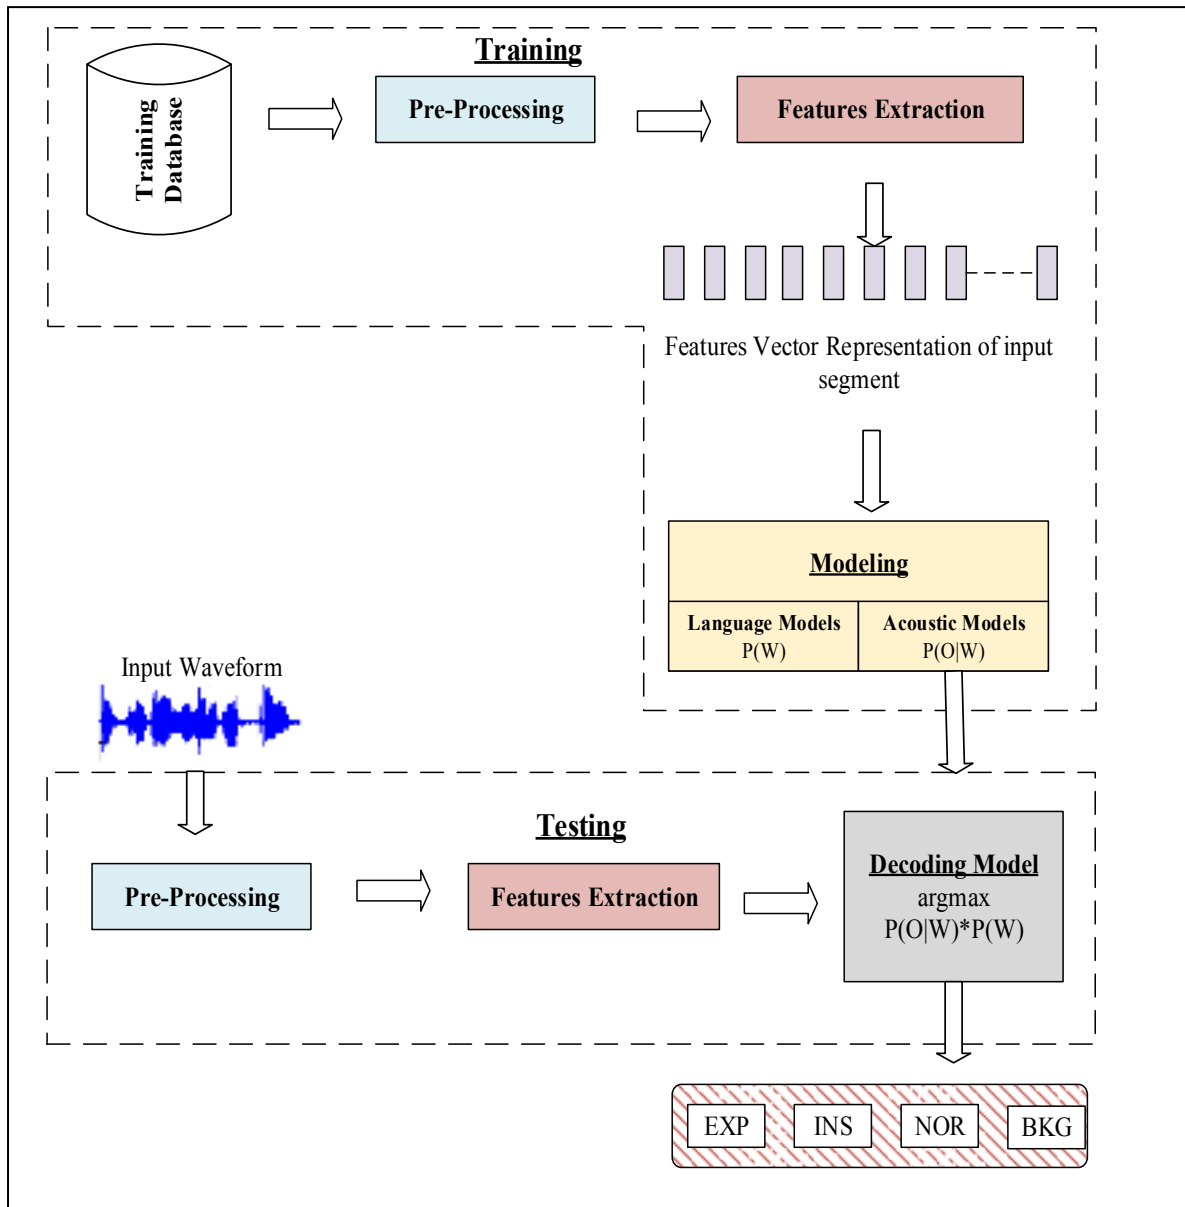 Training
Training
Database
Pre-Processing
Features Extraction
Features Vector Representation of input
segment
Modeling
Language Models
P(W)
Acoustic Models
P(O|W)
Input Waveform
Testing
Pre-Processing
Features Extraction
Decoding Model
argmax
P(O|W)*P(W)
EXP
INS
NOR
BKG